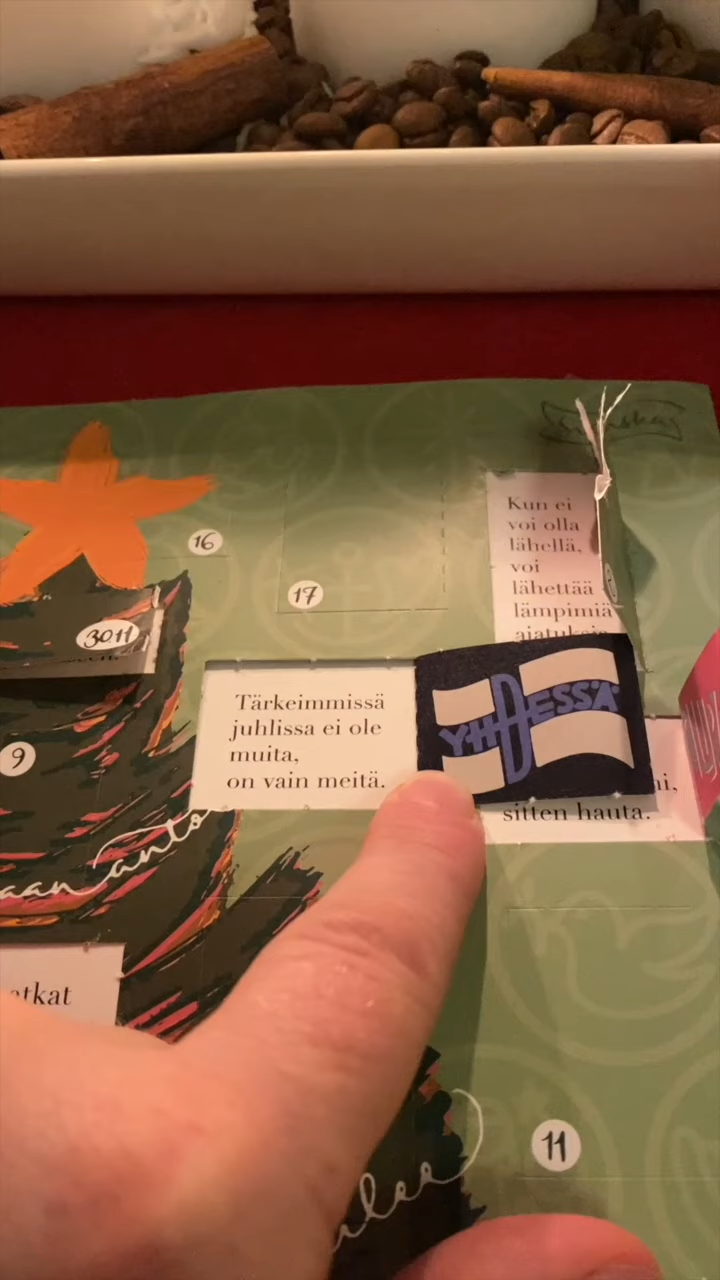 Kun ei
voi olla
lähellä,
voi
lähettää
lämpimiä
ajatuksia
16
17
3011
Tärkeimmissä
juhlissa ei ole
muita,
on vain meitä.
YHDESSÄ
sitten hauta.
9
11